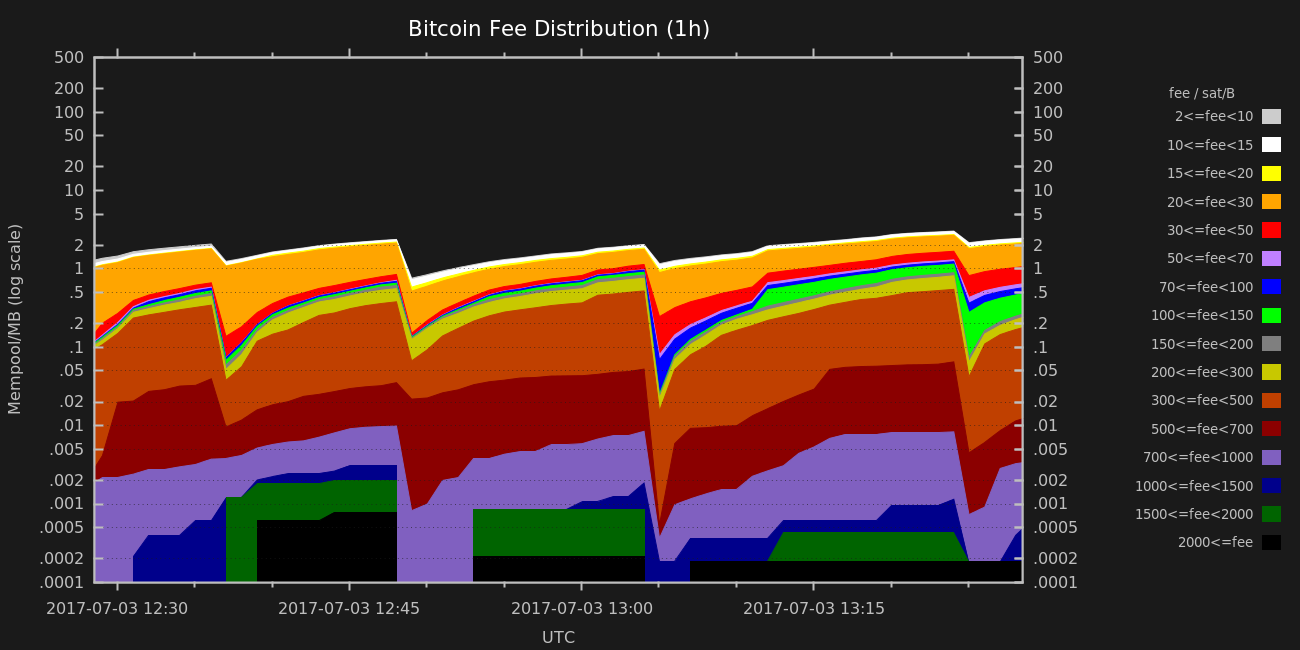 Bitcoin Fee Distribution (1h)
500 500
200 200
100 100
50 50
20 20
10 10
5 5
2 2
1 1
.5 .5
.2 .2
.1 .1
.05 .05
.02 .02
.01 .01
.005 .005
.002 .002
.001 .001
.0005 .0005
.0002 .0002
.0001 .0001
Mempool/MB (log scale)
2017-07-03 12:30 2017-07-03 12:45 2017-07-03 13:00 2017-07-03 13:15
UTC
fee / sat/B
2<=fee<10
10<=fee<15
15<=fee<20
20<=fee<30
30<=fee<50
50<=fee<70
70<=fee<100
100<=fee<150
150<=fee<200
200<=fee<300
300<=fee<500
500<=fee<700
700<=fee<1000
1000<=fee<1500
1500<=fee<2000
2000<=fee